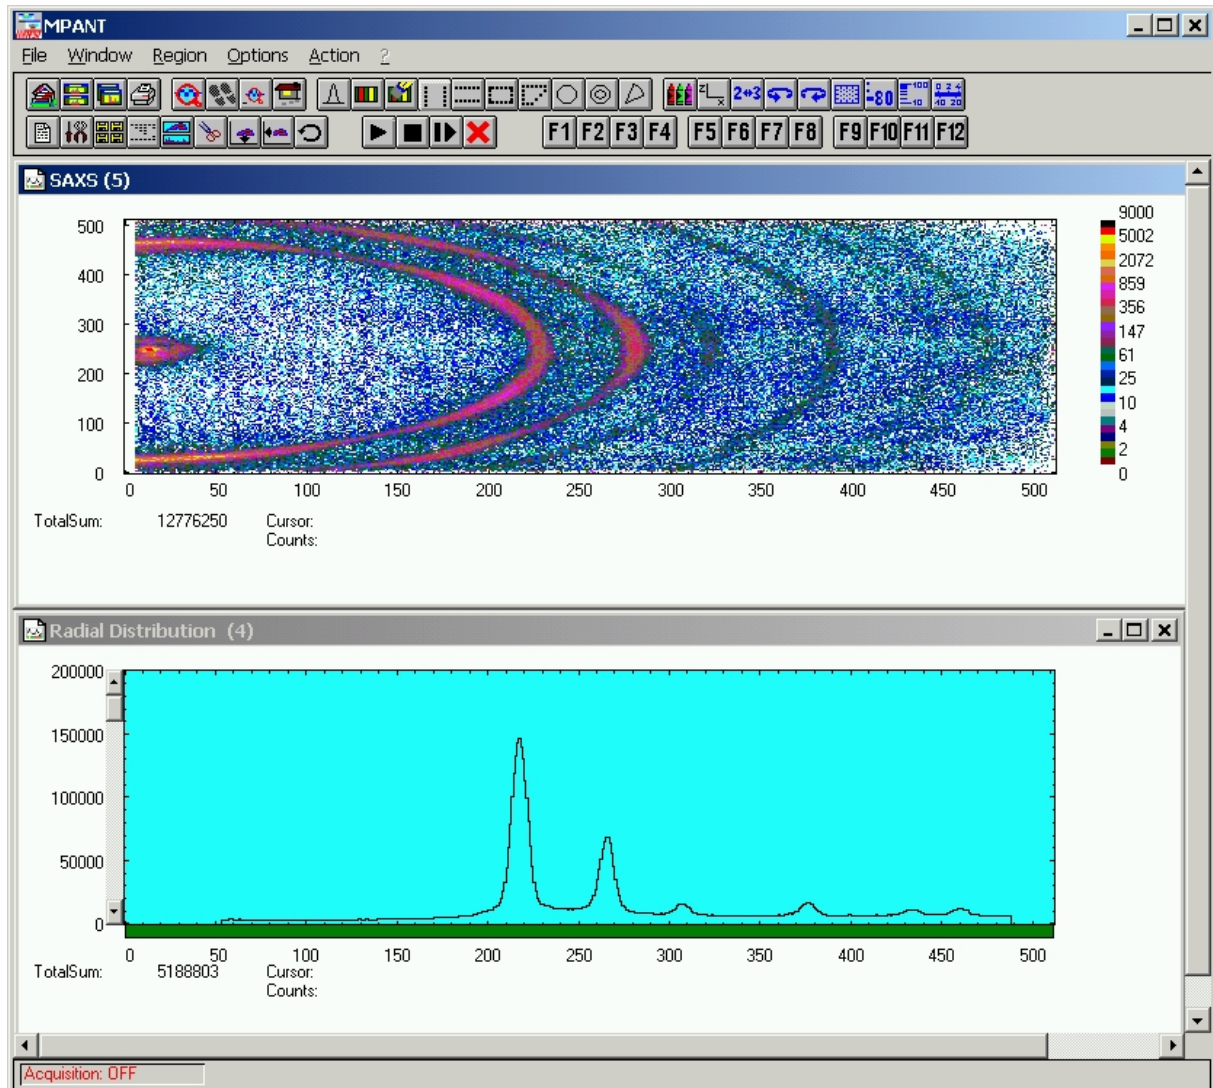 MPANT
File Window Region Options Action ?
2↔3 -80
F1 F2 F3 F4 F5 F6 F7 F8 F9 F10 F11 F12
SAXS (5)
500
400
300
200
100
0
0 50 100 150 200 250 300 350 400 450 500
9000
5002
2072
859
356
147
61
25
10
4
2
0
TotalSum: 12776250 Cursor:
Counts:
Radial Distribution (4)
200000
150000
100000
50000
0
0 50 100 150 200 250 300 350 400 450 500
TotalSum: 5188803 Cursor:
Counts:
Acquisition: OFF